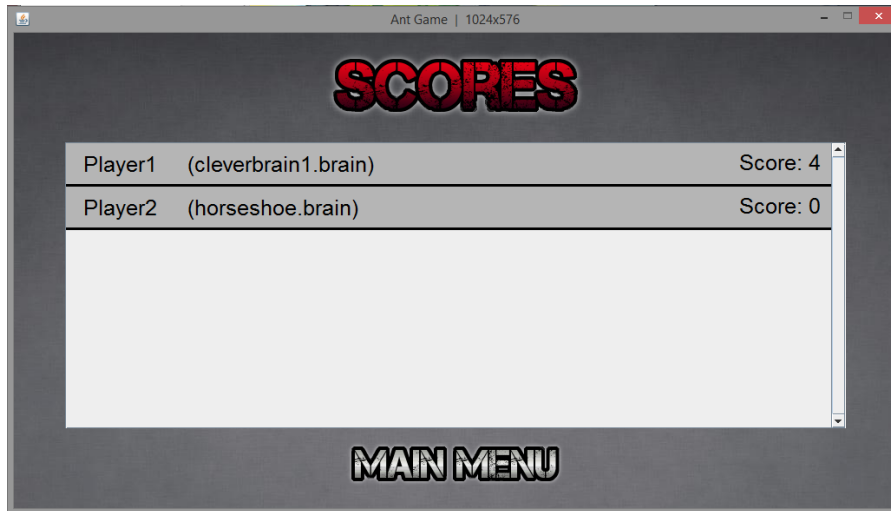 Ant Game | 1024x576
SCORES
Player1 (cleverbrain1.brain) Score: 4
Player2 (horseshoe.brain) Score: 0
MAIN MENU